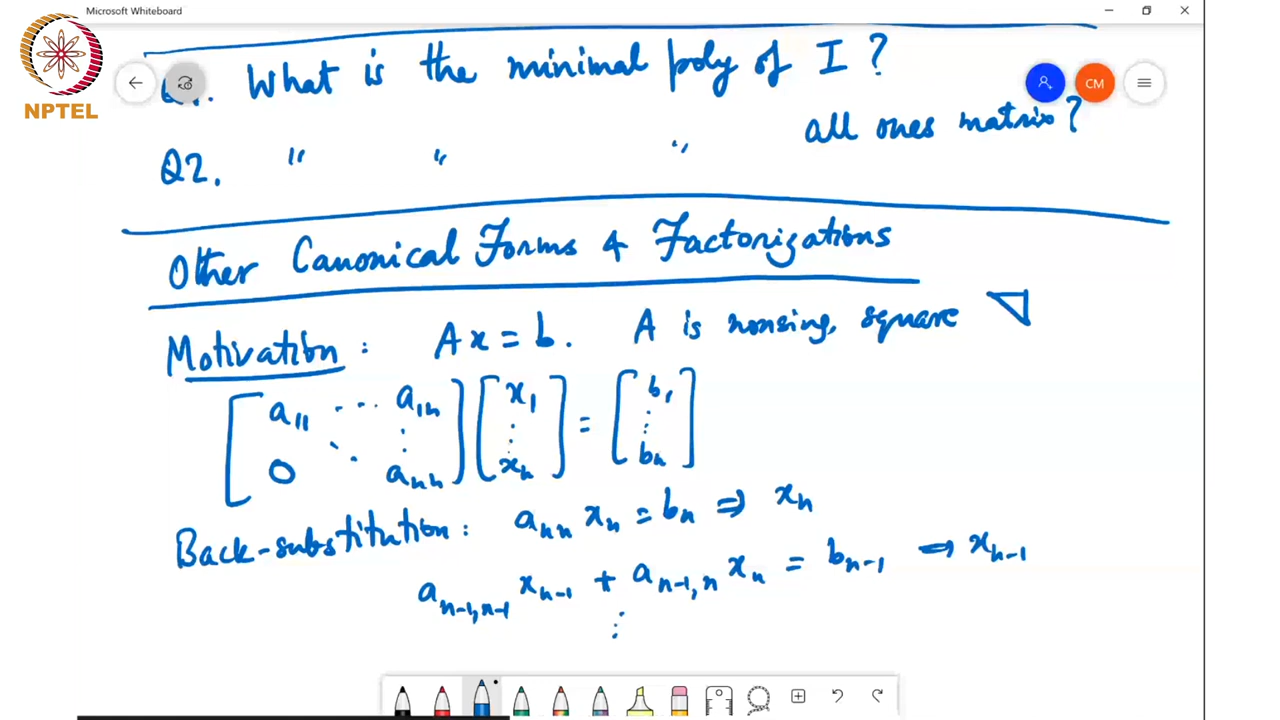 Microsoft Whiteboard
NPTEL
What is the minimal poly of I ?
CM
Q2. " " " all ones matrix ?
Other Canonical Forms & Factorizations
Motivation : Ax = b. A is nonsing, square
[ a₁₁ ... a₁ₙ 0 ⋱ ⋮ aₙₙ ] [ x₁ ⋮ xₙ ] = [ b₁ ⋮ bₙ ]
Back-substitution : aₙₙ xₙ = bₙ ⇒ xₙ
aₙ₋₁,ₙ₋₁ xₙ₋₁ + aₙ₋₁,ₙ xₙ = bₙ₋₁ ⇒ xₙ₋₁
⋮